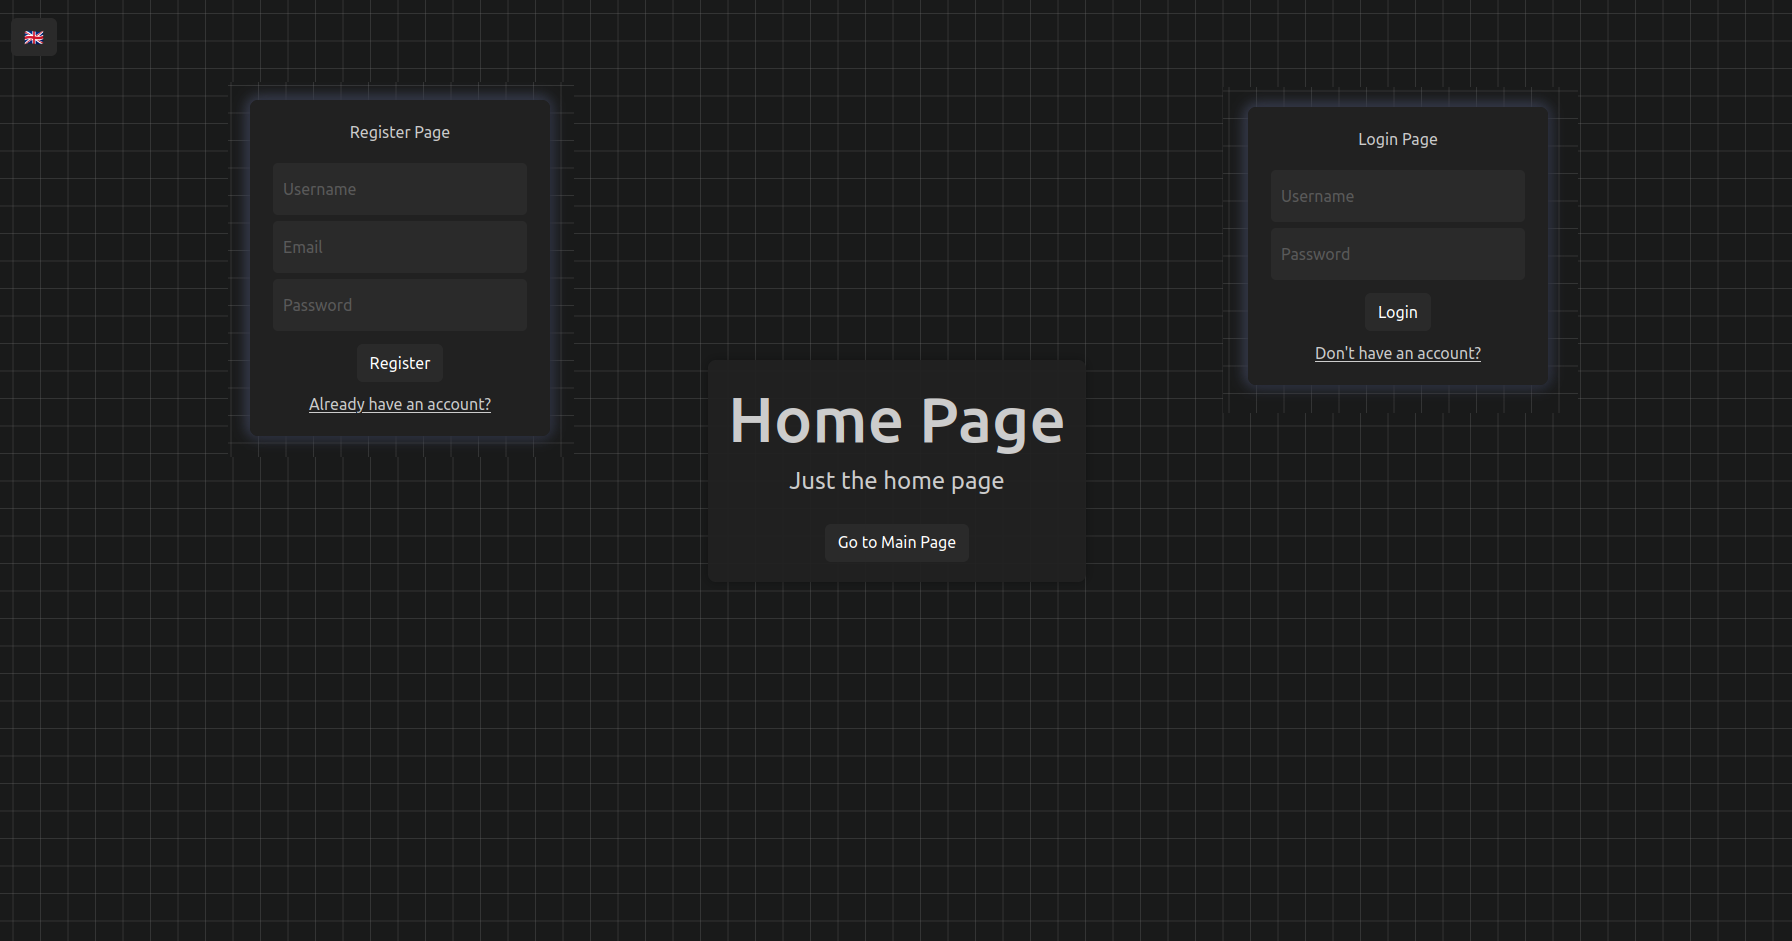 Register Page
Username
Email
Password
Register
Already have an account?
Home Page
Just the home page
Go to Main Page
Login Page
Username
Password
Login
Don't have an account?